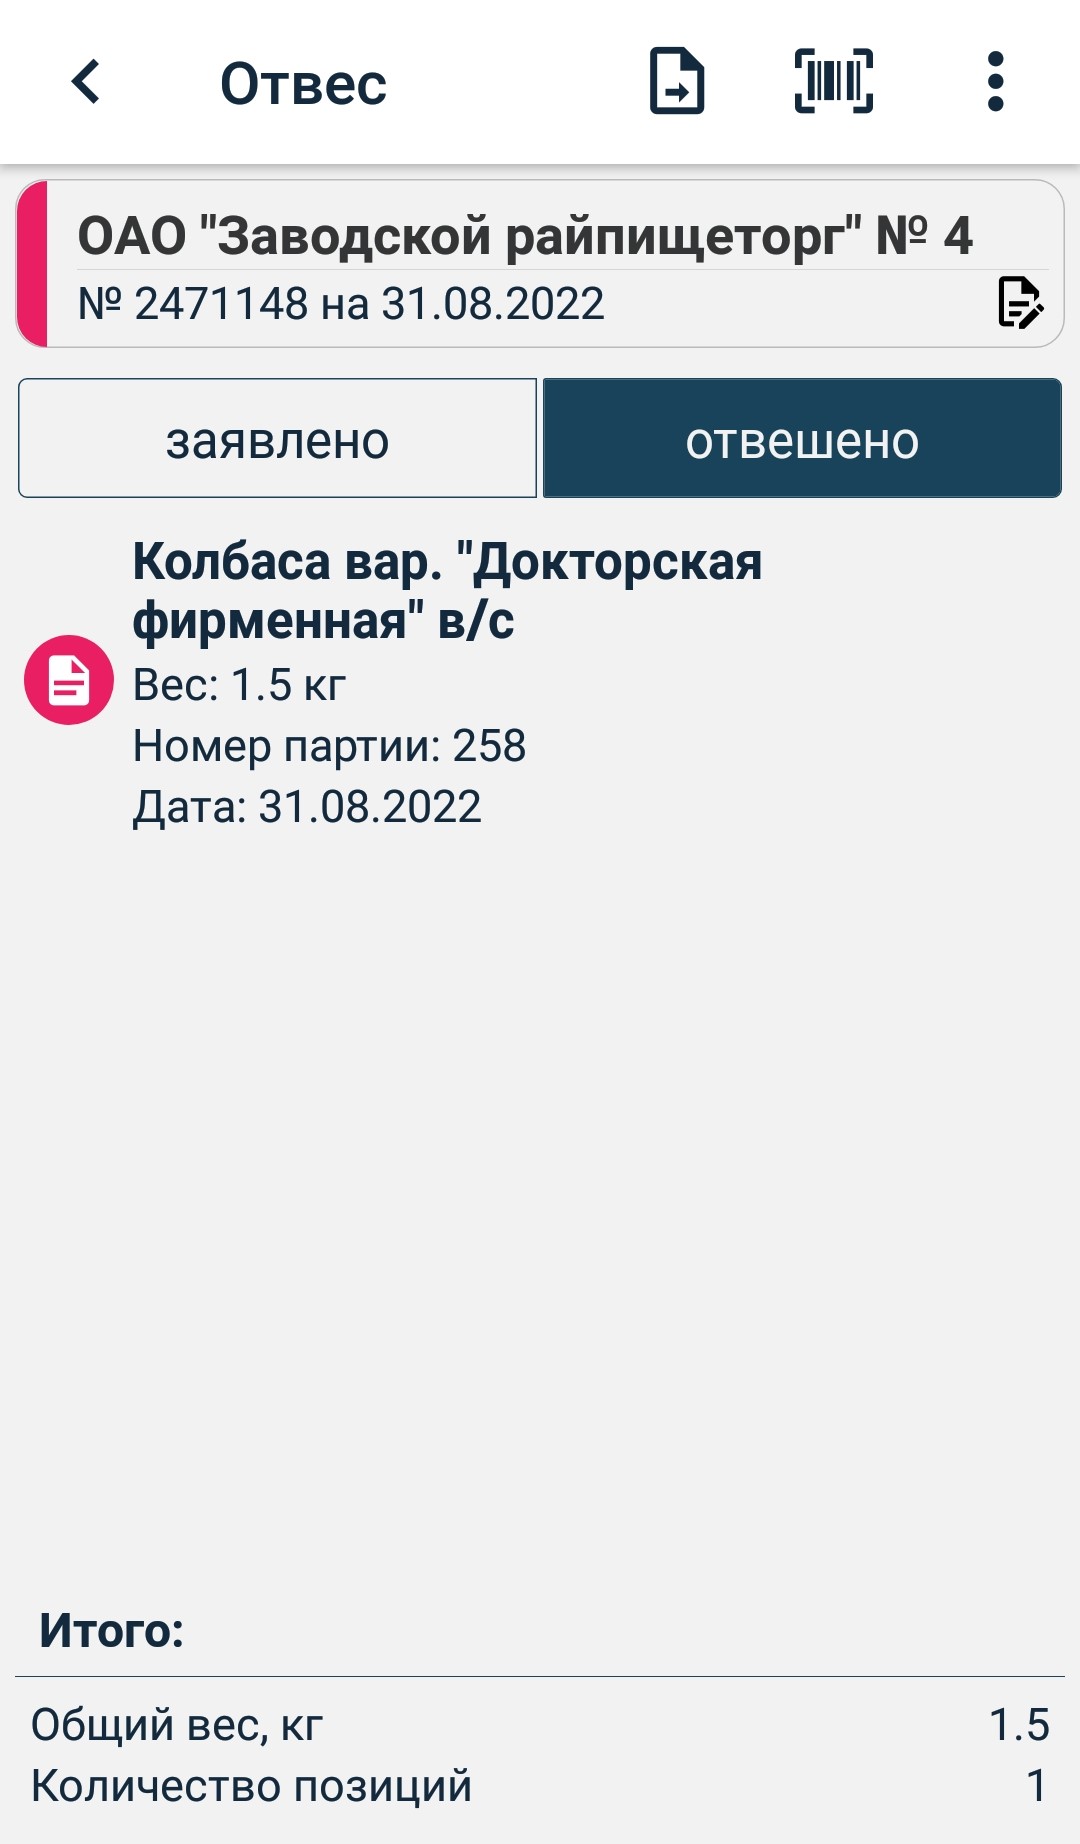 Отвес
ОАО "Заводской райпищеторг" № 4
№ 2471148 на 31.08.2022
заявлено
отвешено
Колбаса вар. "Докторская
фирменная" в/с
Вес: 1.5 кг
Номер партии: 258
Дата: 31.08.2022
Итого:
Общий вес, кг 1.5
Количество позиций 1